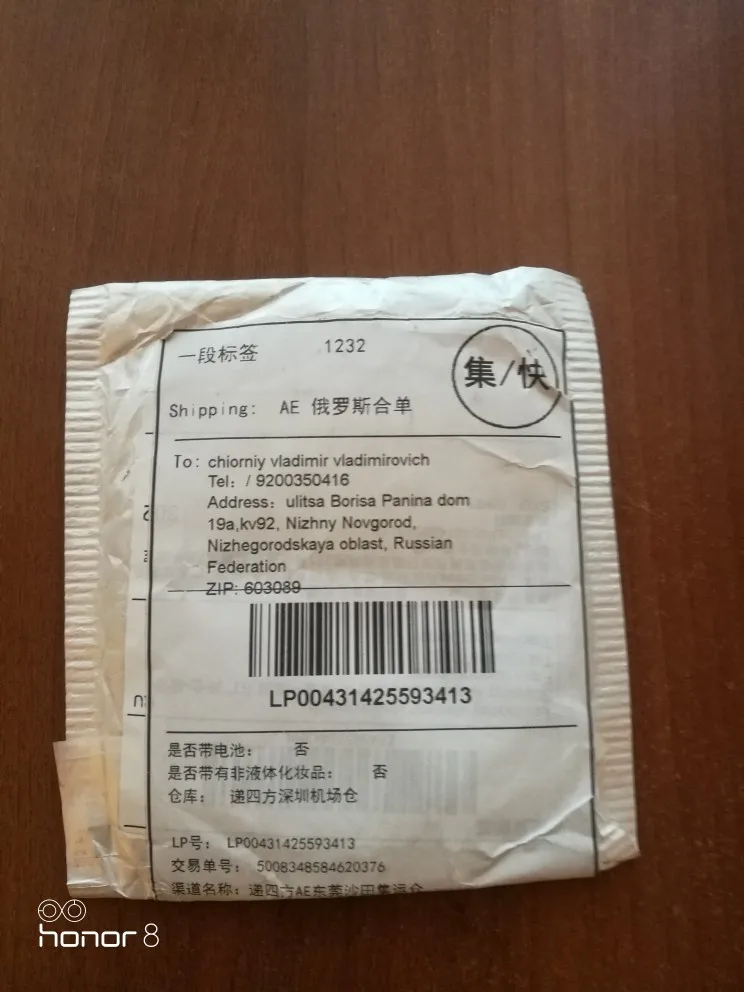 一段标签 1232
集/快
Shipping: AE 俄罗斯合单
To: chiorniy vladimir vladimirovich
Tel: / 9200350416
Address: ulitsa Borisa Panina dom
19a,kv92, Nizhny Novgorod,
Nizhegorodskaya oblast, Russian
Federation
ZIP: 603089
LP00431425593413
是否带电池: 否
是否带有非液体化妆品: 否
仓库: 递四方深圳机场仓
LP号: LP00431425593413
交易单号: 5008348584620376
渠道名称: 递四方AE东莞沙田集运仓
honor 8